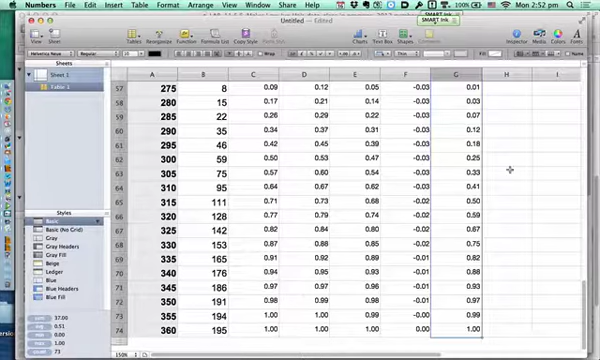 Numbers File Edit Insert Table Format Arrange View Window Share Help Mon 2:52 pm
SMART Ink
SMART Ink
Untitled — Edited
View Sheet Tables Reorganize Function Formula List Copy Style Charts Text Box Shapes Comment Inspector Media Colors Fonts
Sheets
Sheet 1
Table 1
A B C D E F G H I
57 275 8 0.09 0.12 0.05 -0.03 0.01
58 280 15 0.17 0.21 0.14 -0.03 0.03
59 285 22 0.26 0.29 0.22 -0.03 0.07
60 290 35 0.34 0.37 0.31 -0.03 0.12
61 295 46 0.42 0.45 0.39 -0.03 0.18
62 300 59 0.50 0.53 0.47 -0.03 0.25
63 305 75 0.57 0.60 0.54 -0.03 0.33
64 310 95 0.64 0.67 0.62 -0.03 0.41
65 315 111 0.71 0.73 0.68 -0.02 0.50
66 320 128 0.77 0.79 0.74 -0.02 0.59
67 325 142 0.82 0.84 0.80 -0.02 0.67
68 330 153 0.87 0.88 0.85 -0.02 0.75
69 335 165 0.91 0.92 0.89 -0.01 0.82
70 340 176 0.94 0.95 0.93 -0.01 0.88
71 345 186 0.97 0.97 0.96 -0.01 0.93
72 350 191 0.98 0.99 0.98 -0.01 0.97
73 355 194 1.00 1.00 0.99 -0.00 0.99
74 360 195 1.00 1.00 1.00 0.00 1.00
Styles
Basic
Basic (No Grid)
Gray
Gray Headers
Gray Fill
Beige
Ledger
Blue
Blue Headers
Blue Fill
sum 37.00
avg 0.51
min 0.00
max 1.00
count 73
150%